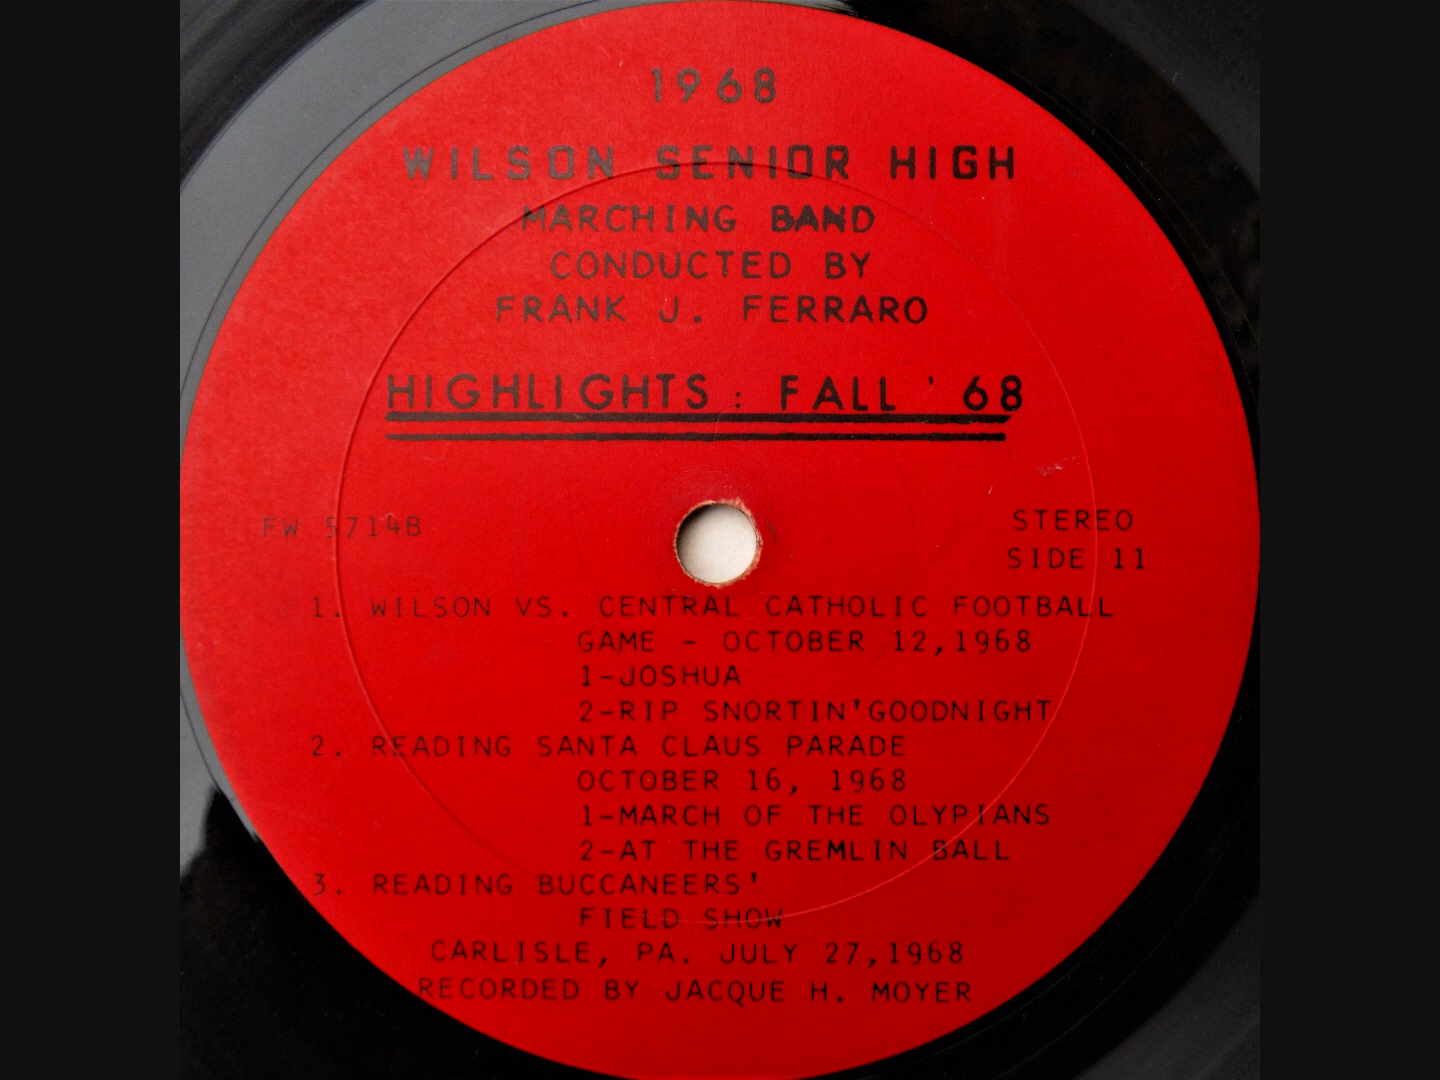 1968
WILSON SENIOR HIGH
MARCHING BAND
CONDUCTED BY
FRANK J. FERRARO
HIGHLIGHTS: FALL '68
FW 5714B
STEREO
SIDE 11
1. WILSON VS. CENTRAL CATHOLIC FOOTBALL
GAME - OCTOBER 12,1968
1-JOSHUA
2-RIP SNORTIN'GOODNIGHT
2. READING SANTA CLAUS PARADE
OCTOBER 16, 1968
1-MARCH OF THE OLYPIANS
2-AT THE GREMLIN BALL
3. READING BUCCANEERS'
FIELD SHOW
CARLISLE, PA. JULY 27,1968
RECORDED BY JACQUE H. MOYER